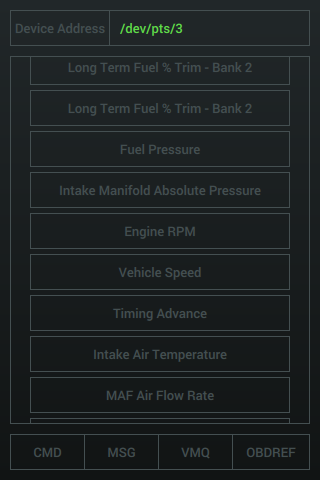 Device Address /dev/pts/3
Long Term Fuel % Trim - Bank 2
Long Term Fuel % Trim - Bank 2
Fuel Pressure
Intake Manifold Absolute Pressure
Engine RPM
Vehicle Speed
Timing Advance
Intake Air Temperature
MAF Air Flow Rate
CMD MSG VMQ OBDREF